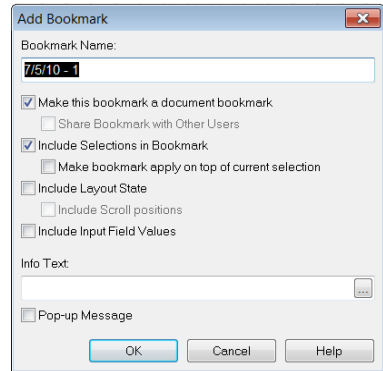 Add Bookmark
Bookmark Name:
7/5/10 - 1
Make this bookmark a document bookmark
Share Bookmark with Other Users
Include Selections in Bookmark
Make bookmark apply on top of current selection
Include Layout State
Include Scroll positions
Include Input Field Values
Info Text:
...
Pop-up Message
OK Cancel Help